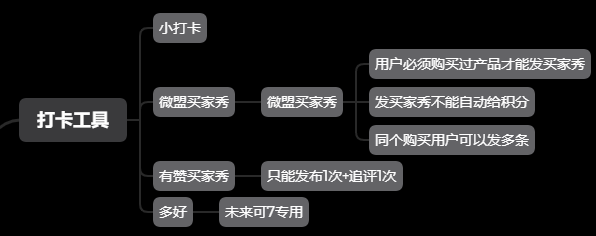 打卡工具
小打卡
微盟买家秀
微盟买家秀
用户必须购买过产品才能发买家秀
发买家秀不能自动给积分
同个购买用户可以发多条
有赞买家秀
只能发布1次+追评1次
多好
未来可7专用